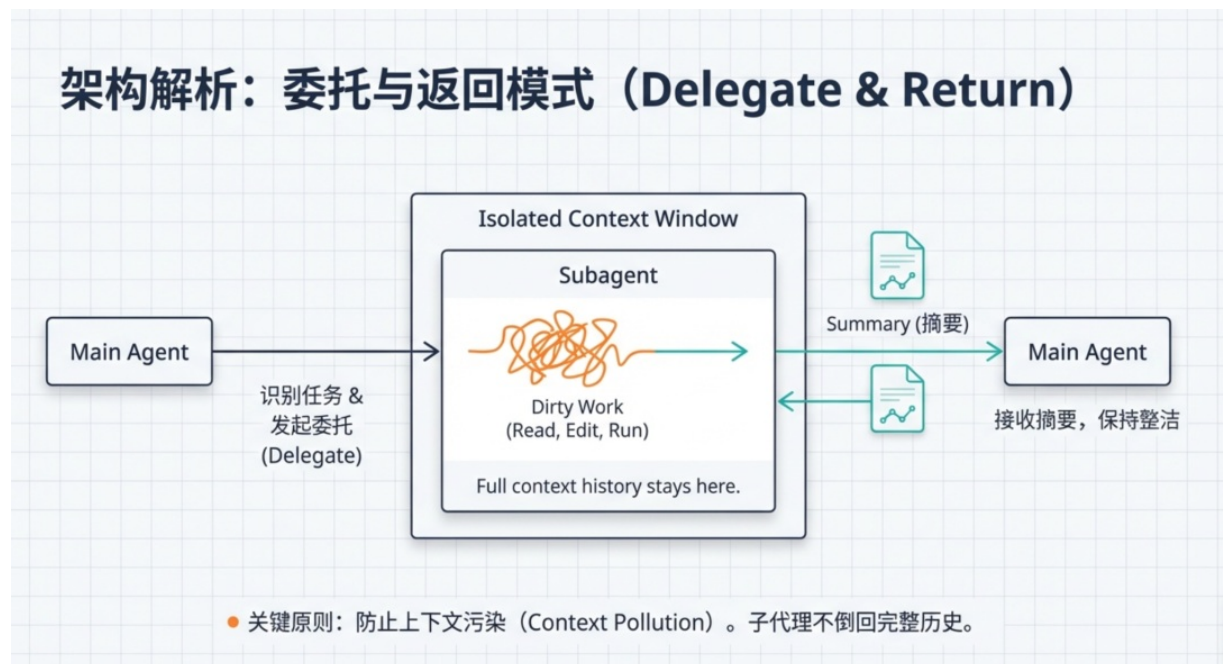 架构解析：委托与返回模式（Delegate & Return）
Isolated Context Window
Subagent
Main Agent
识别任务 &
发起委托
(Delegate)
Dirty Work
(Read, Edit, Run)
Full context history stays here.
Summary (摘要)
Main Agent
接收摘要，保持整洁
关键原则：防止上下文污染（Context Pollution）。子代理不倒回完整历史。